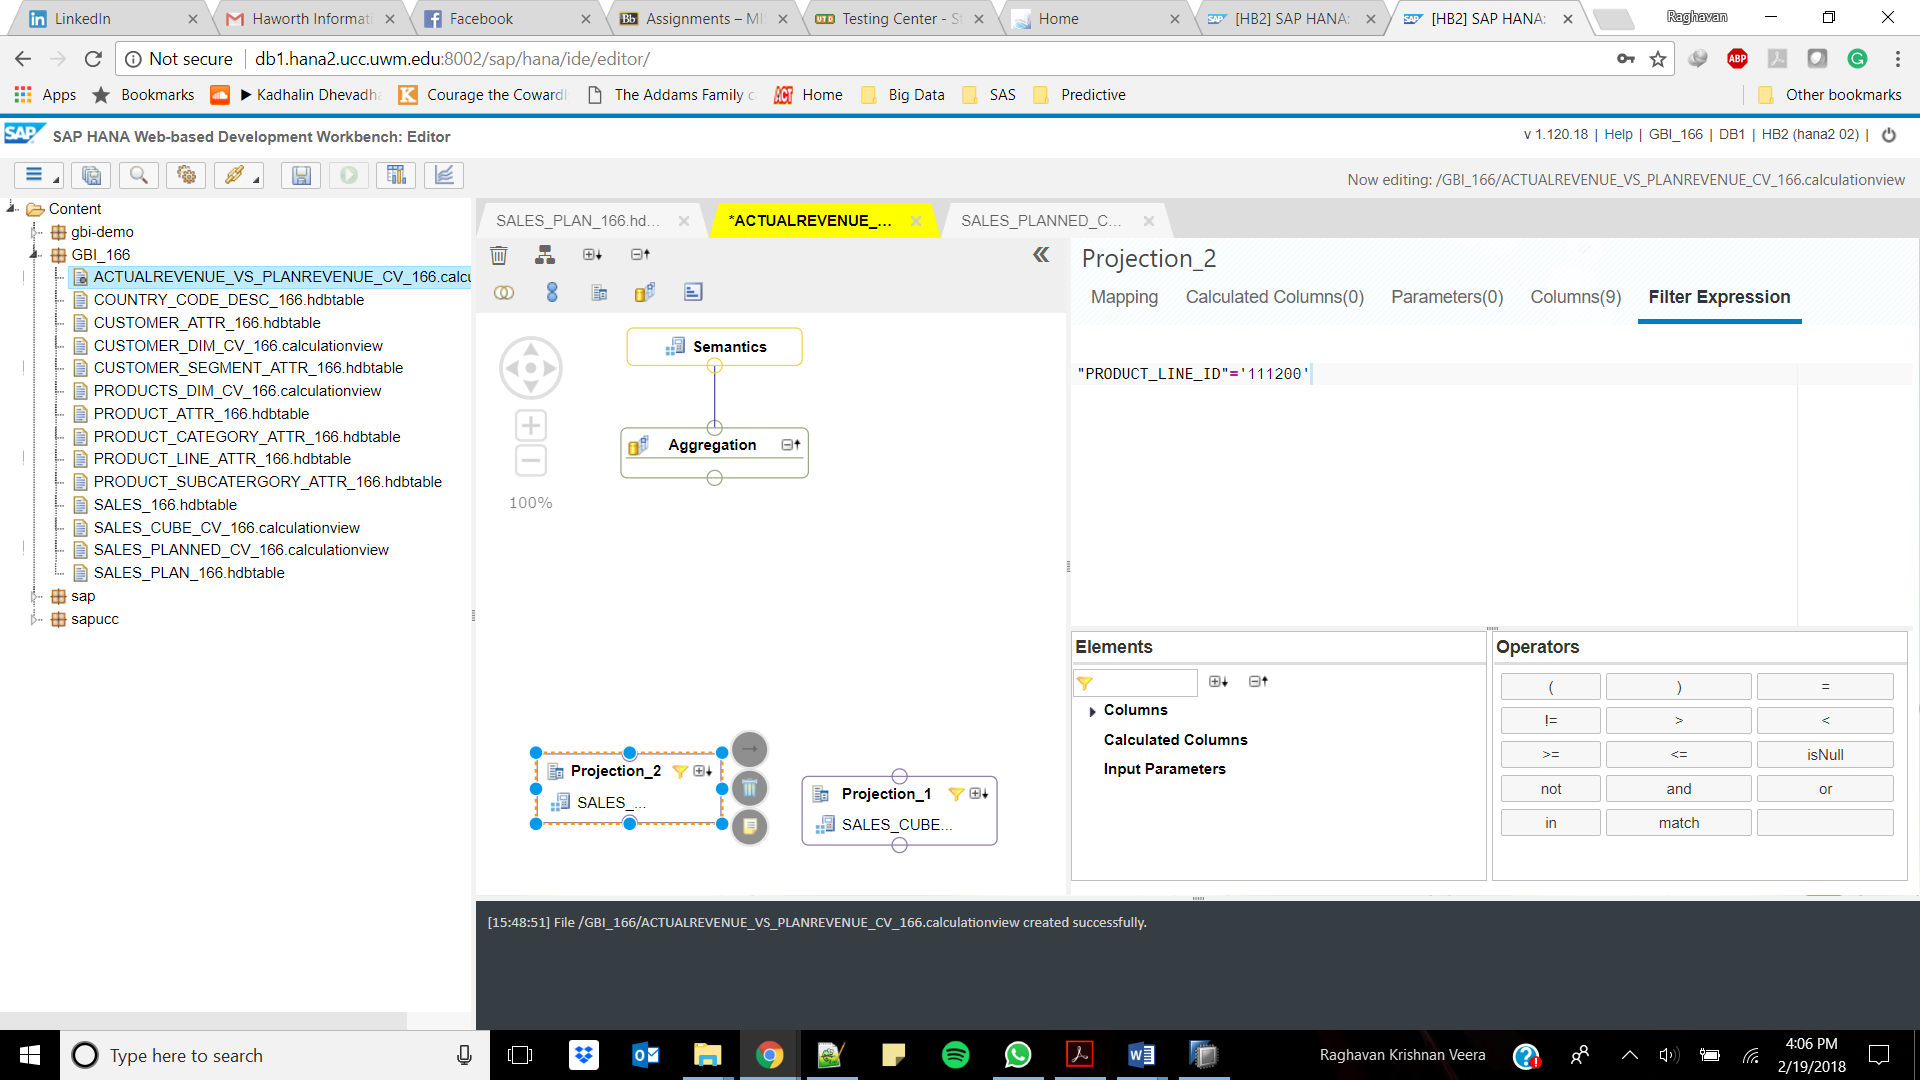 LinkedIn
Haworth Informati
Facebook
Assignments – MI
Testing Center - S
Home
[HB2] SAP HANA:
[HB2] SAP HANA:
Raghavan
Not secure
db1.hana2.ucc.uwm.edu:8002/sap/hana/ide/editor/
ABP
Apps
Bookmarks
Kadhalin Dhevadha
Courage the Coward
The Addams Family c
ACT
Home
Big Data
SAS
Predictive
Other bookmarks
SAP
SAP HANA Web-based Development Workbench: Editor
v 1.120.18 | Help | GBI_166 | DB1 | HB2 (hana2 02) |
Now editing: /GBI_166/ACTUALREVENUE_VS_PLANREVENUE_CV_166.calculationview
Content
gbi-demo
GBI_166
ACTUALREVENUE_VS_PLANREVENUE_CV_166.calcu
COUNTRY_CODE_DESC_166.hdbtable
CUSTOMER_ATTR_166.hdbtable
CUSTOMER_DIM_CV_166.calculationview
CUSTOMER_SEGMENT_ATTR_166.hdbtable
PRODUCTS_DIM_CV_166.calculationview
PRODUCT_ATTR_166.hdbtable
PRODUCT_CATEGORY_ATTR_166.hdbtable
PRODUCT_LINE_ATTR_166.hdbtable
PRODUCT_SUBCATERGORY_ATTR_166.hdbtable
SALES_166.hdbtable
SALES_CUBE_CV_166.calculationview
SALES_PLANNED_CV_166.calculationview
SALES_PLAN_166.hdbtable
sap
sapucc
SALES_PLAN_166.hd...
*ACTUALREVENUE_...
SALES_PLANNED_C...
100%
Semantics
Aggregation
Projection_2
SALES_...
Projection_1
SALES_CUBE...
Projection_2
Mapping
Calculated Columns(0)
Parameters(0)
Columns(9)
Filter Expression
"PRODUCT_LINE_ID"='111200'
Elements
Columns
Calculated Columns
Input Parameters
Operators
( ) =
!= > <
>= <= isNull
not and or
in match
[15:48:51] File /GBI_166/ACTUALREVENUE_VS_PLANREVENUE_CV_166.calculationview created successfully.
Type here to search
Raghavan Krishnan Veera
4:06 PM
2/19/2018